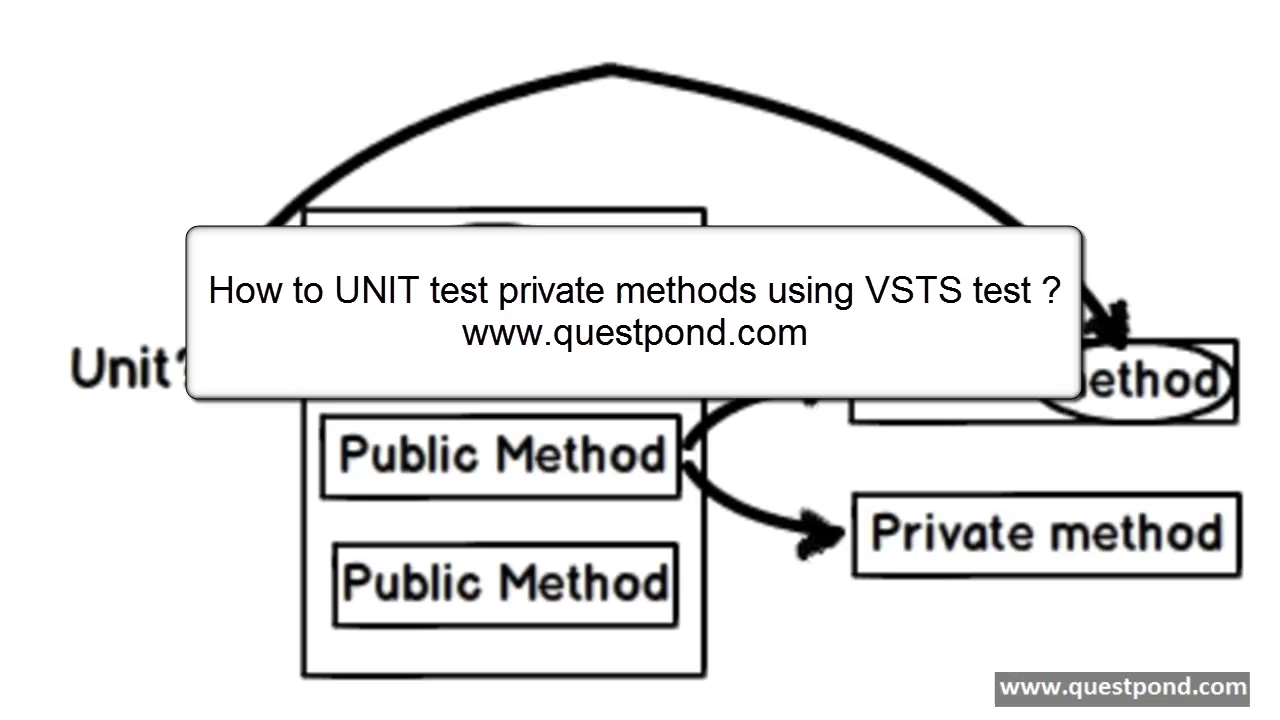 How to UNIT test private methods using VSTS test ?
www.questpond.com
Unit?
Public Method
Private method
Public Method
www.questpond.com